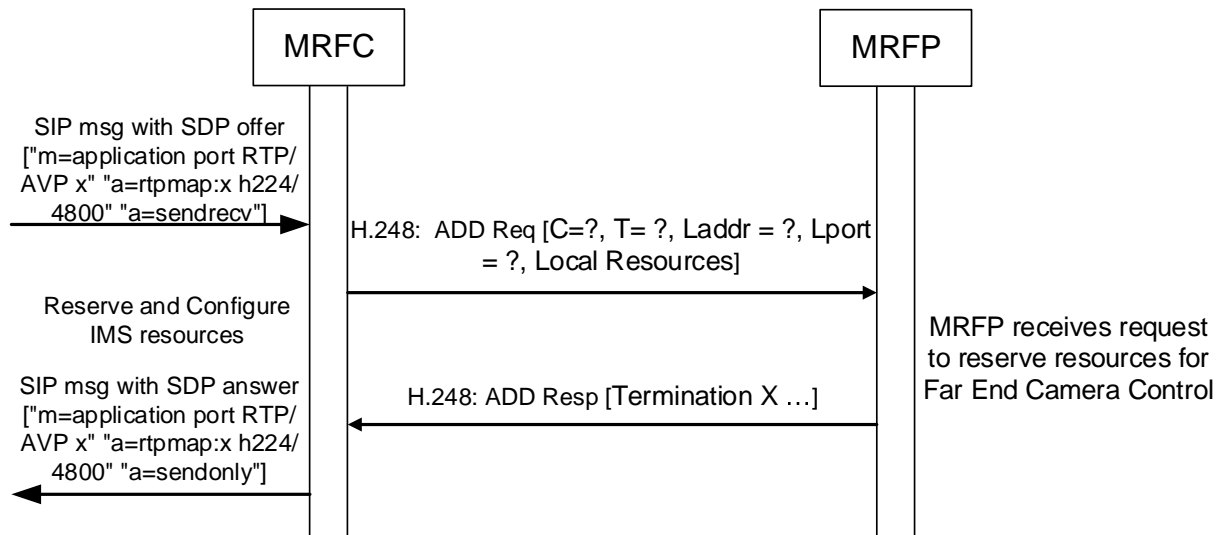 MRFC
MRFP
SIP msg with SDP offer
["m=application port RTP/
AVP x" "a=rtpmap:x h224/
4800" "a=sendrecv"]
H.248:  ADD Req [C=?, T= ?, Laddr = ?, Lport
= ?, Local Resources]
Reserve and Configure
IMS resources
MRFP receives request
to reserve resources for
Far End Camera Control
SIP msg with SDP answer
["m=application port RTP/
AVP x" "a=rtpmap:x h224/
4800" "a=sendonly"]
H.248: ADD Resp [Termination X …]